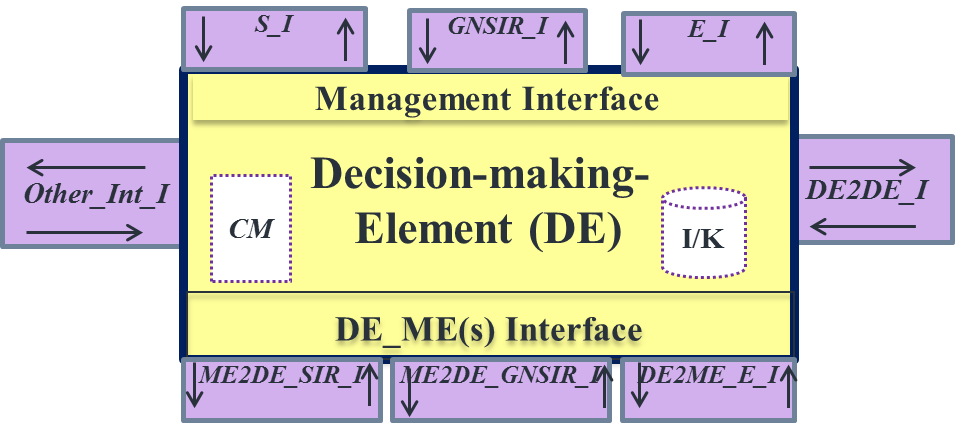 S_I
GNSIR_I
E_I
Management Interface
Decision-making-
Element (DE)
Other_Int_I
DE2DE_I
CM
I/K
DE_ME(s) Interface
ME2DE_SIR_I
ME2DE_GNSIR_I
DE2ME_E_I